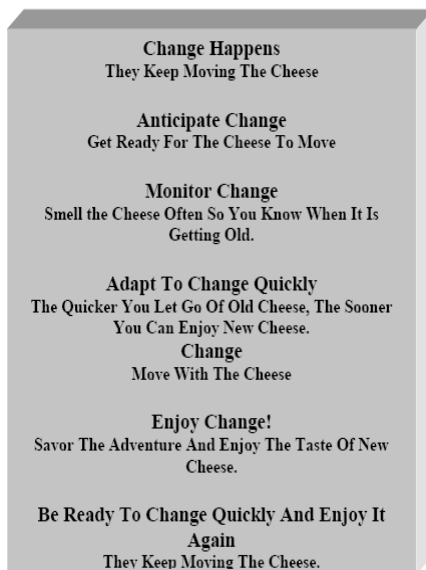 Change Happens
They Keep Moving The Cheese
Anticipate Change
Get Ready For The Cheese To Move
Monitor Change
Smell the Cheese Often So You Know When It Is
Getting Old.
Adapt To Change Quickly
The Quicker You Let Go Of Old Cheese, The Sooner
You Can Enjoy New Cheese.
Change
Move With The Cheese
Enjoy Change!
Savor The Adventure And Enjoy The Taste Of New
Cheese.
Be Ready To Change Quickly And Enjoy It
Again
They Keep Moving The Cheese.